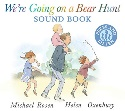 We're Going on a Bear Hunt
SOUND BOOK
Michael Rosen Helen Oxenbury